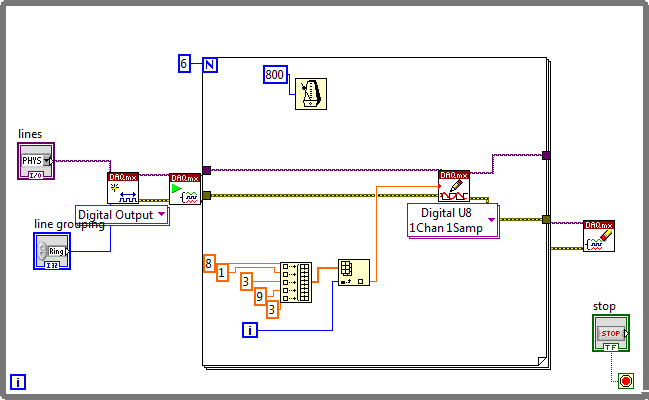 6
N
800
lines
PHYS
I/O
DAQmx
DAQmx
DAQmx
Digital Output
line grouping
Ring
I32
Digital U8
1Chan 1Samp
DAQmx
8
1
3
9
3
i
stop
STOP
TF
i